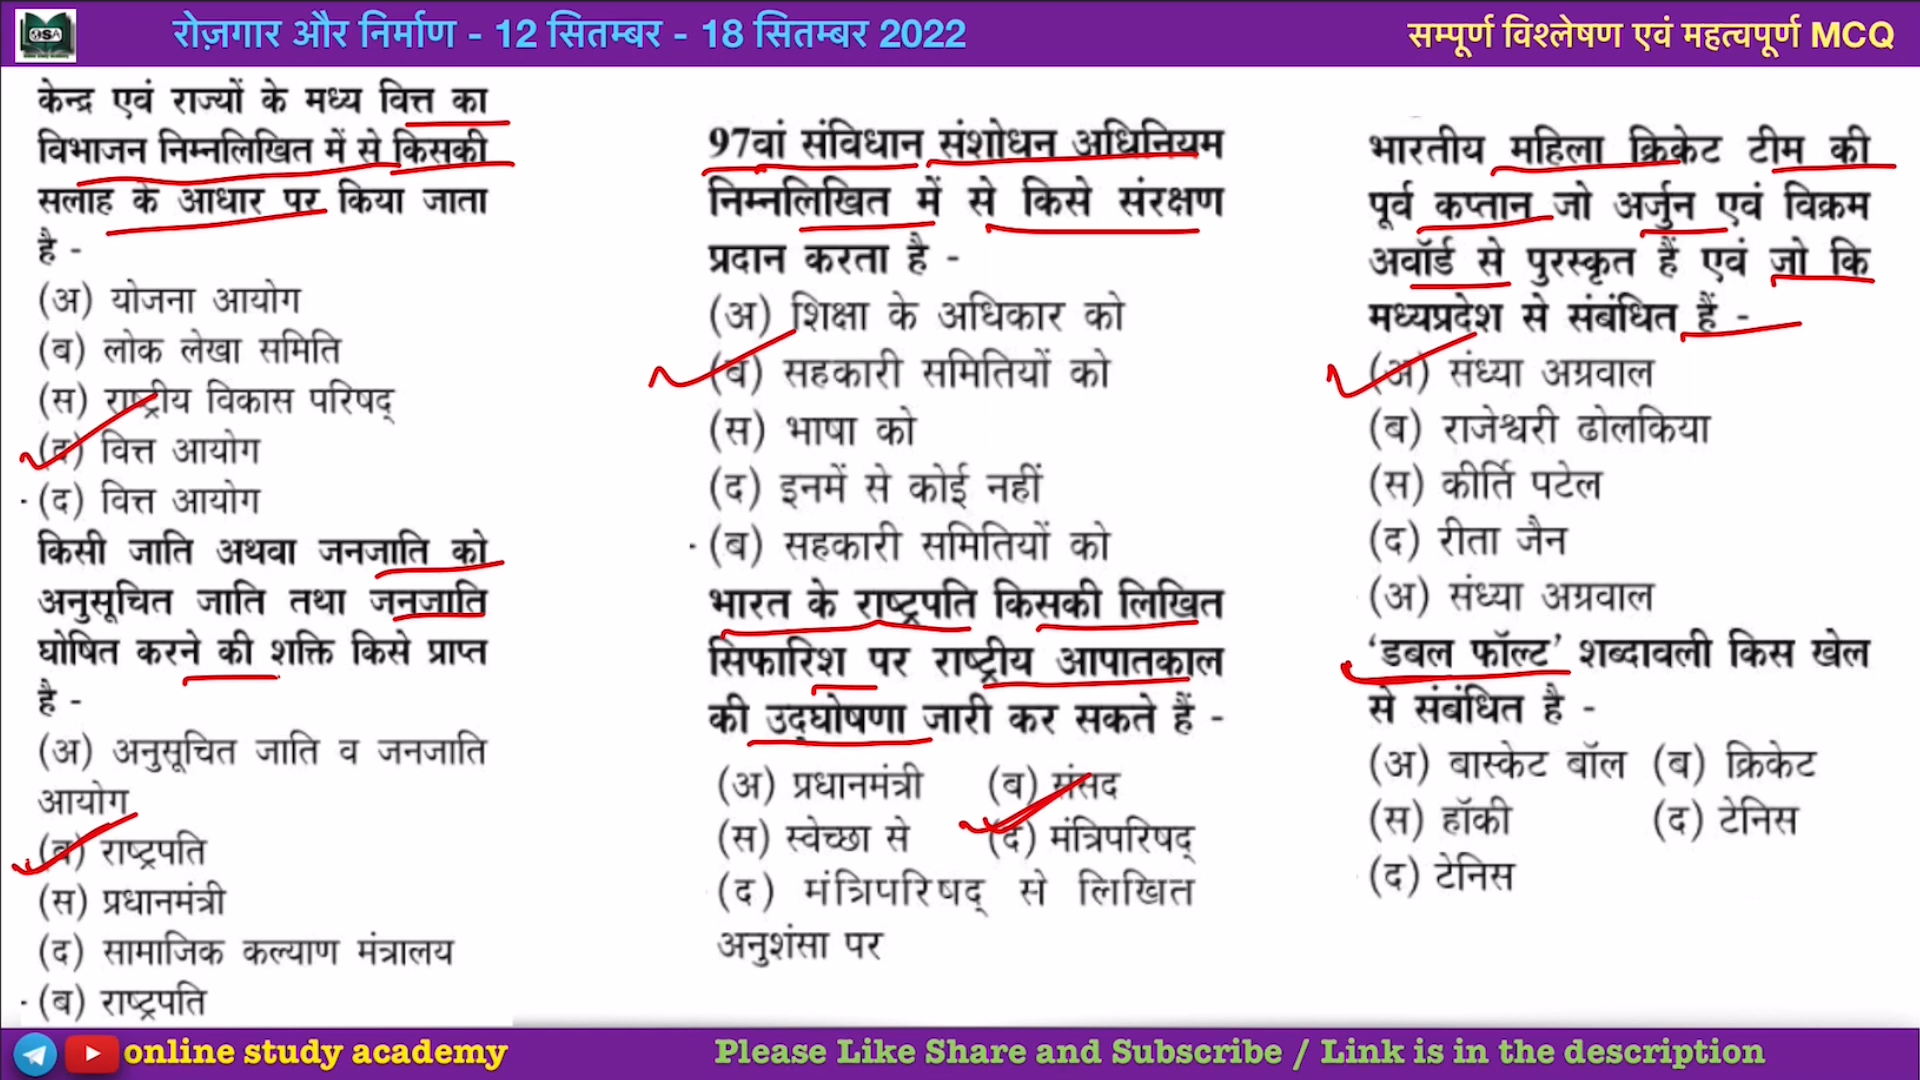 OSA
रोज़गार और निर्माण - 12 सितम्बर - 18 सितम्बर 2022
सम्पूर्ण विश्लेषण एवं महत्वपूर्ण MCQ
केन्द्र एवं राज्यों के मध्य वित्त का
विभाजन निम्नलिखित में से किसकी
सलाह के आधार पर किया जाता
है -
(अ) योजना आयोग
(ब) लोक लेखा समिति
(स) राष्ट्रीय विकास परिषद्
(द) वित्त आयोग
(द) वित्त आयोग
किसी जाति अथवा जनजाति को
अनुसूचित जाति तथा जनजाति
घोषित करने की शक्ति किसे प्राप्त
है -
(अ) अनुसूचित जाति व जनजाति
आयोग
(ब) राष्ट्रपति
(स) प्रधानमंत्री
(द) सामाजिक कल्याण मंत्रालय
(ब) राष्ट्रपति
97वां संविधान संशोधन अधिनियम
निम्नलिखित में से किसे संरक्षण
प्रदान करता है -
(अ) शिक्षा के अधिकार को
(ब) सहकारी समितियों को
(स) भाषा को
(द) इनमें से कोई नहीं
(ब) सहकारी समितियों को
भारत के राष्ट्रपति किसकी लिखित
सिफारिश पर राष्ट्रीय आपातकाल
की उद्घोषणा जारी कर सकते हैं -
(अ) प्रधानमंत्री (ब) संसद
(स) स्वेच्छा से (द) मंत्रिपरिषद्
(द) मंत्रिपरिषद् से लिखित
अनुशंसा पर
भारतीय महिला क्रिकेट टीम की
पूर्व कप्तान जो अर्जुन एवं विक्रम
अवॉर्ड से पुरस्कृत हैं एवं जो कि
मध्यप्रदेश से संबंधित हैं -
(अ) संध्या अग्रवाल
(ब) राजेश्वरी ढोलकिया
(स) कीर्ति पटेल
(द) रीता जैन
(अ) संध्या अग्रवाल
‘डबल फॉल्ट’ शब्दावली किस खेल
से संबंधित है -
(अ) बास्केट बॉल (ब) क्रिकेट
(स) हॉकी (द) टेनिस
(द) टेनिस
online study academy
Please Like Share and Subscribe / Link is in the description